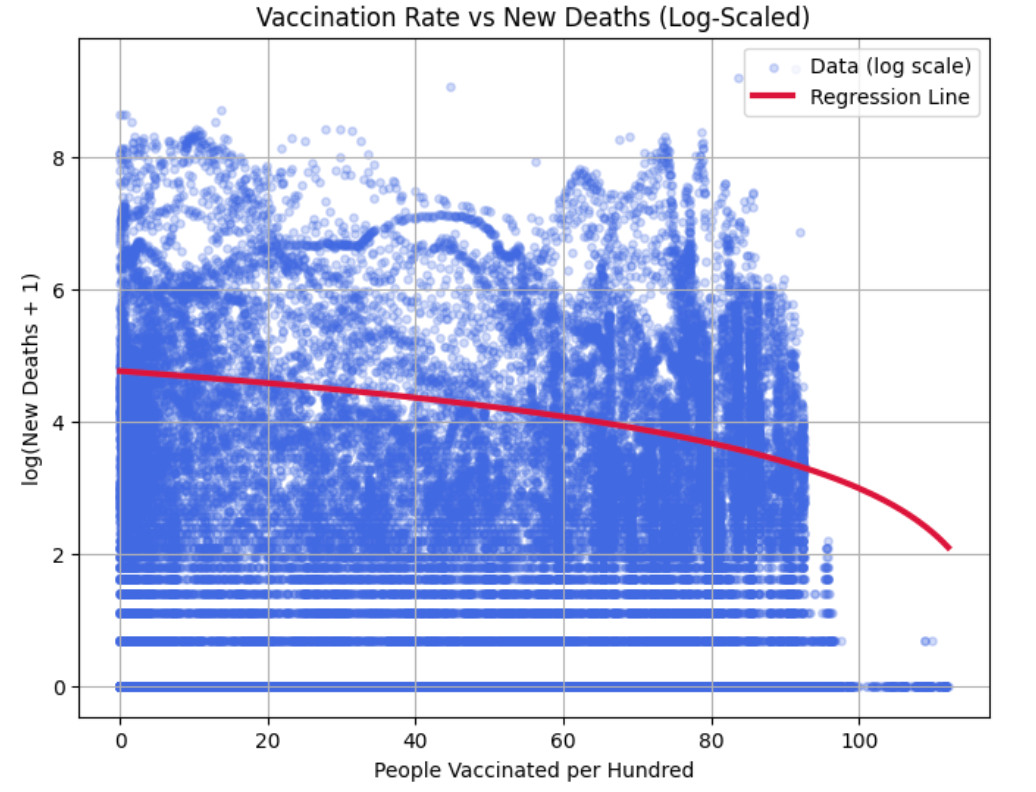 Vaccination Rate vs New Deaths (Log-Scaled)
Data (log scale)
Regression Line
log(New Deaths + 1)
8
6
4
2
0
0 20 40 60 80 100
People Vaccinated per Hundred